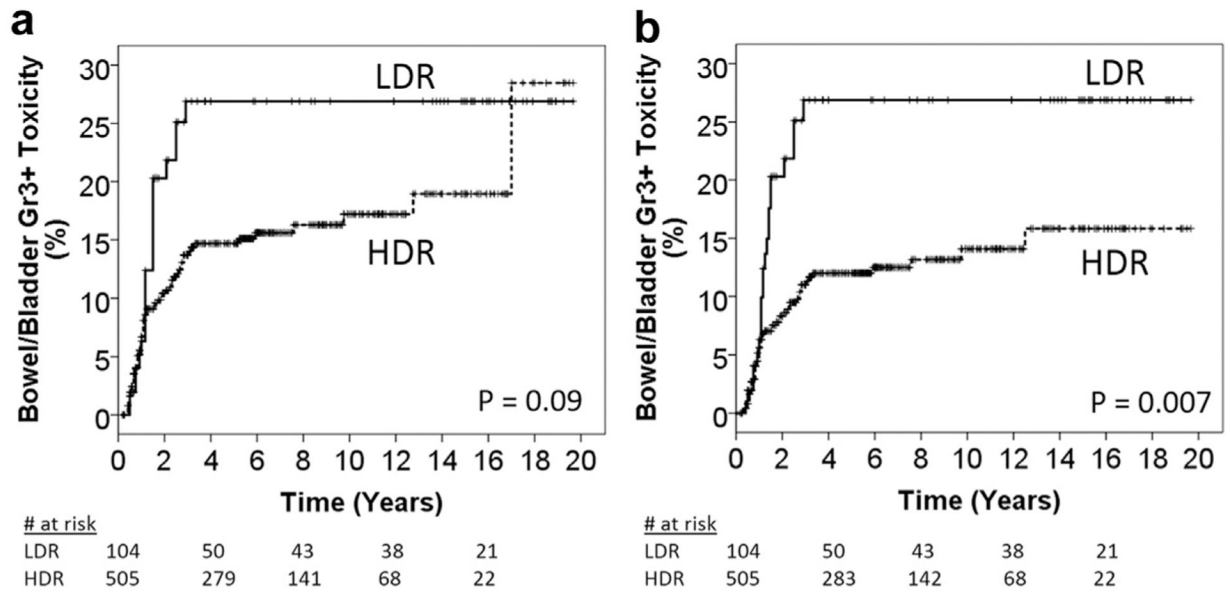 a
Bowel/Bladder Gr3+ Toxicity
(%)
30
25
20
15
10
5
0
LDR
HDR
P = 0.09
0 2 4 6 8 10 12 14 16 18 20
Time (Years)
# at risk
LDR 104 50 43 38 21
HDR 505 279 141 68 22
b
Bowel/Bladder Gr3+ Toxicity
(%)
30
25
20
15
10
5
0
LDR
HDR
P = 0.007
0 2 4 6 8 10 12 14 16 18 20
Time (Years)
# at risk
LDR 104 50 43 38 21
HDR 505 283 142 68 22